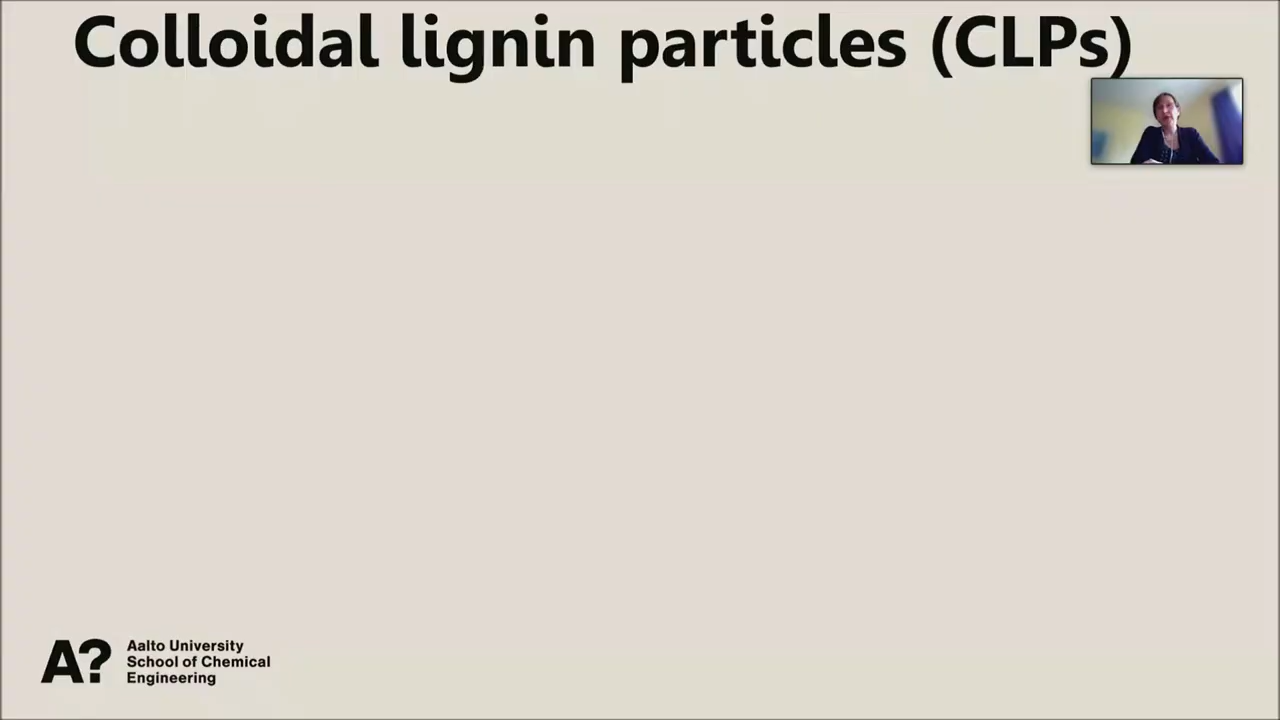 Colloidal lignin particles (CLPs)
A?
Aalto University
School of Chemical
Engineering